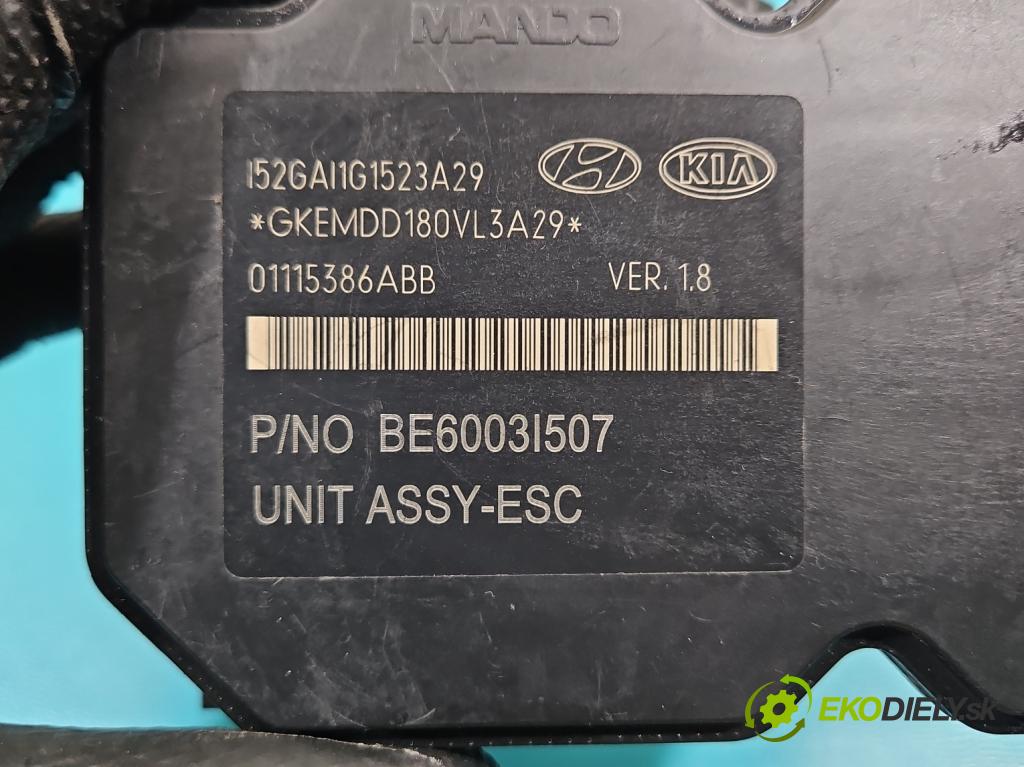 MANDO
I52GAI1G1523A29
KIA
*GKEMDD180VL3A29*
01115386ABB VER. 1.8
P/NO BE6003I507
UNIT ASSY-ESC
EKODIELY.sk